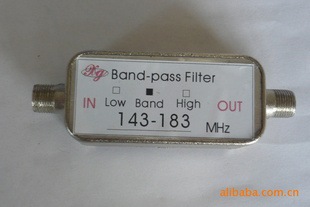 Band-pass Filter
IN Low Band High OUT
143-183 MHz
alibaba.com.cn